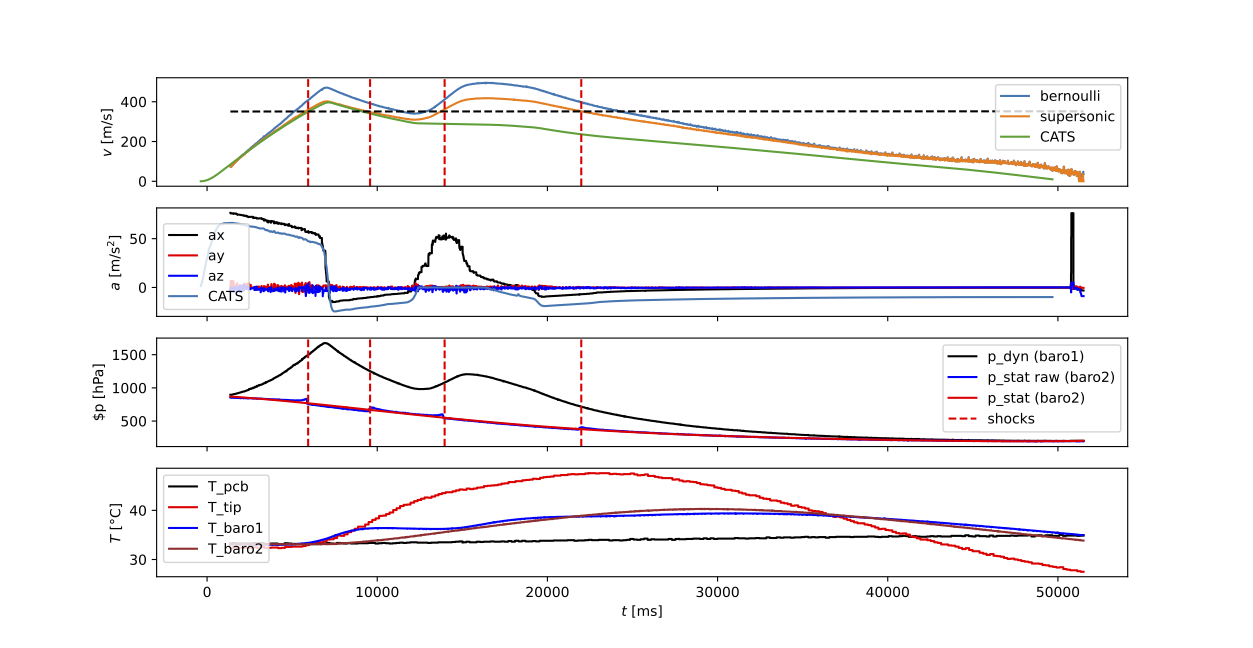 400
200
0
v [m/s]
bernoulli
supersonic
CATS
50
0
a [m/s²]
ax
ay
az
CATS
1500
1000
500
$p [hPa]
p_dyn (baro1)
p_stat raw (baro2)
p_stat (baro2)
shocks
40
30
T [°C]
T_pcb
T_tip
T_baro1
T_baro2
0 10000 20000 30000 40000 50000
t [ms]